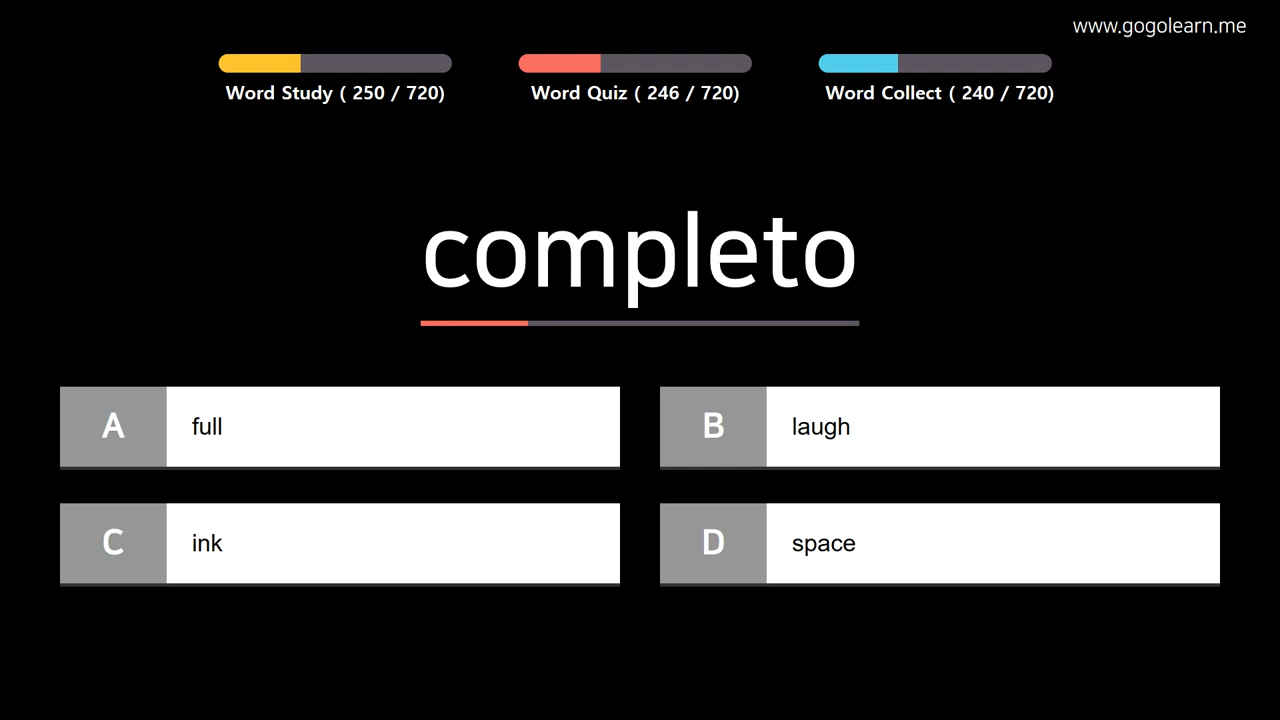 www.gogolearn.me
Word Study ( 250 / 720)
Word Quiz ( 246 / 720)
Word Collect ( 240 / 720)
completo
A
full
B
laugh
C
ink
D
space